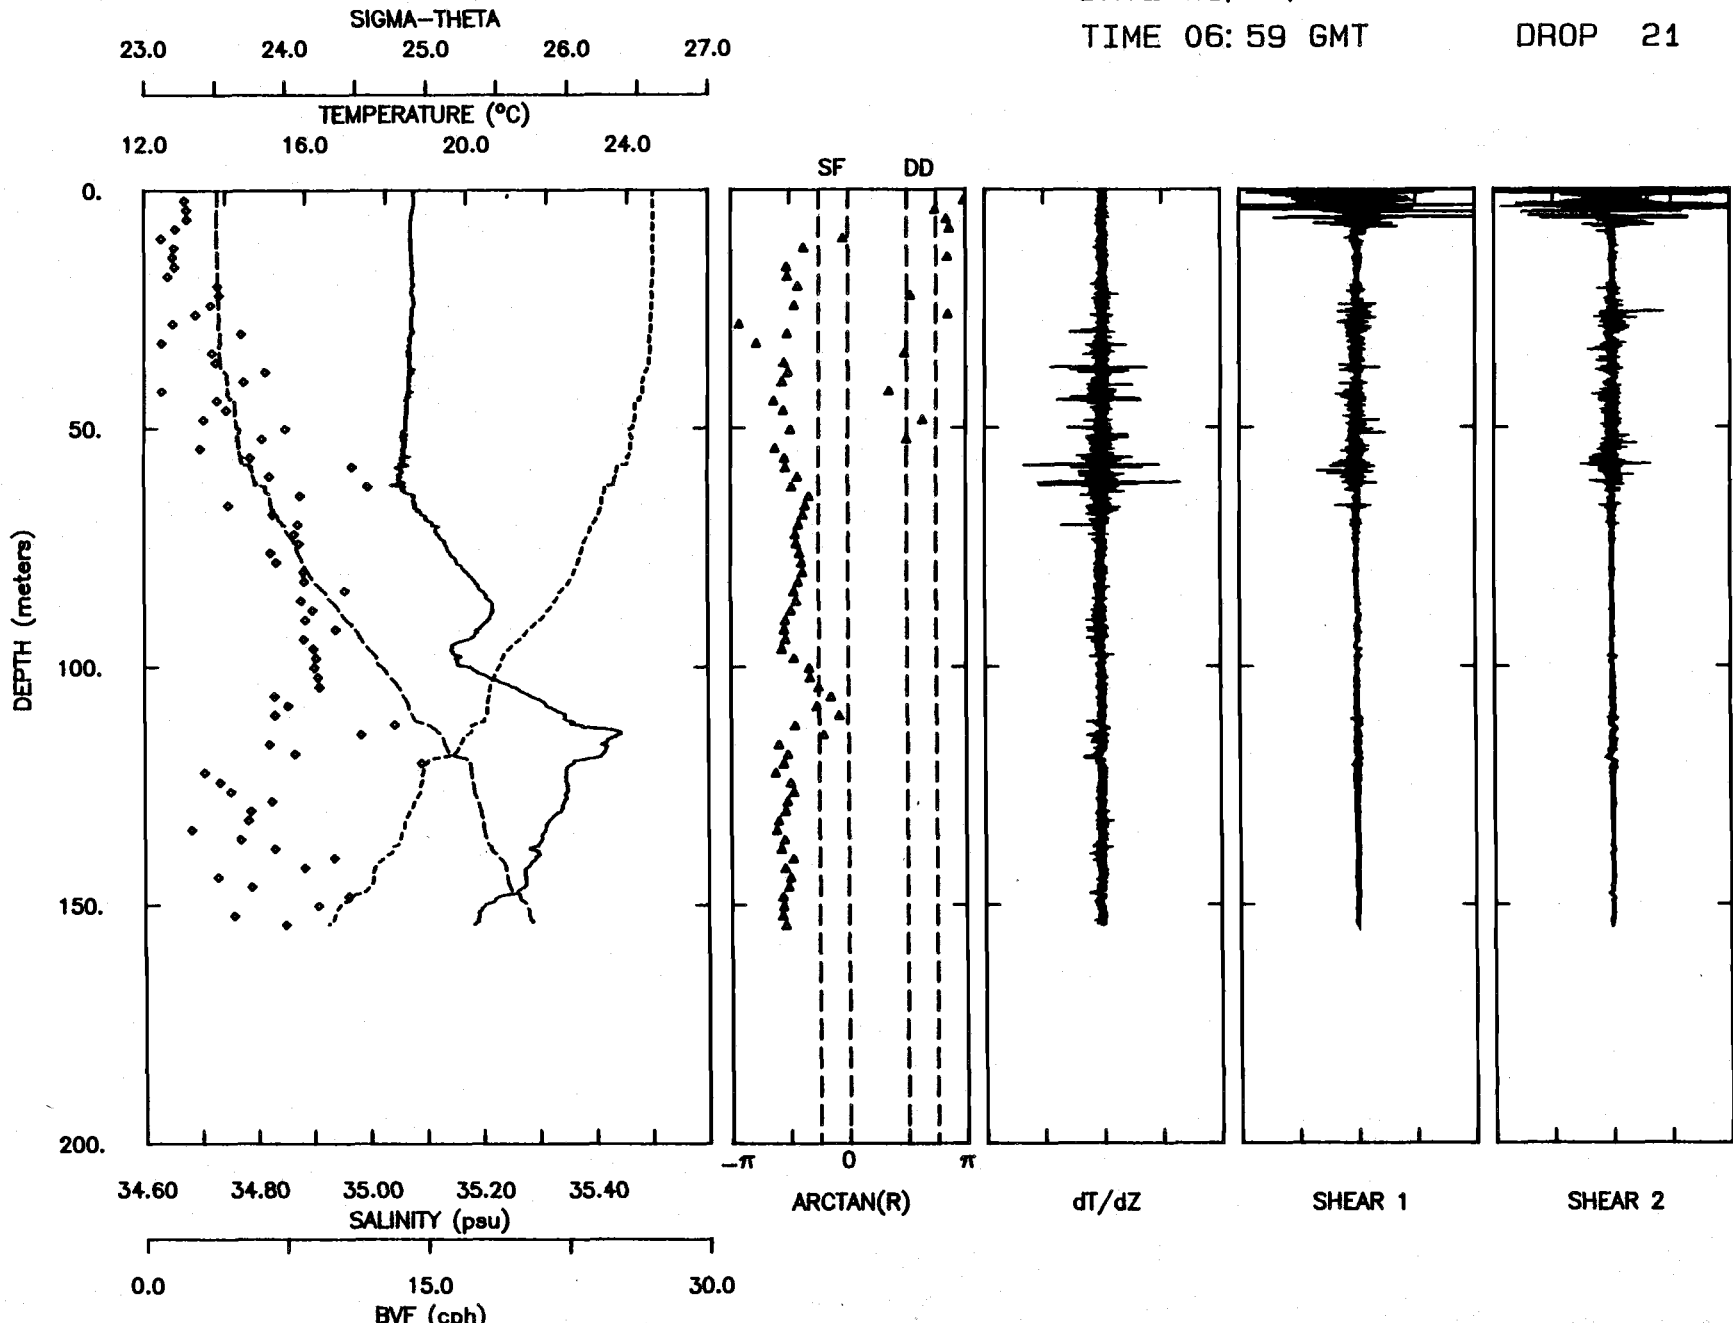 SIGMA-THETA
23.0 24.0 25.0 26.0 27.0
TIME 06:59 GMT DROP 21
TEMPERATURE (°C)
12.0 16.0 20.0 24.0
SF DD
0.
50.
100.
150.
200.
DEPTH (meters)
-π 0 π
34.60 34.80 35.00 35.20 35.40
SALINITY (psu)
ARCTAN(R) dT/dZ SHEAR 1 SHEAR 2
0.0 15.0 30.0
BVF (cph)